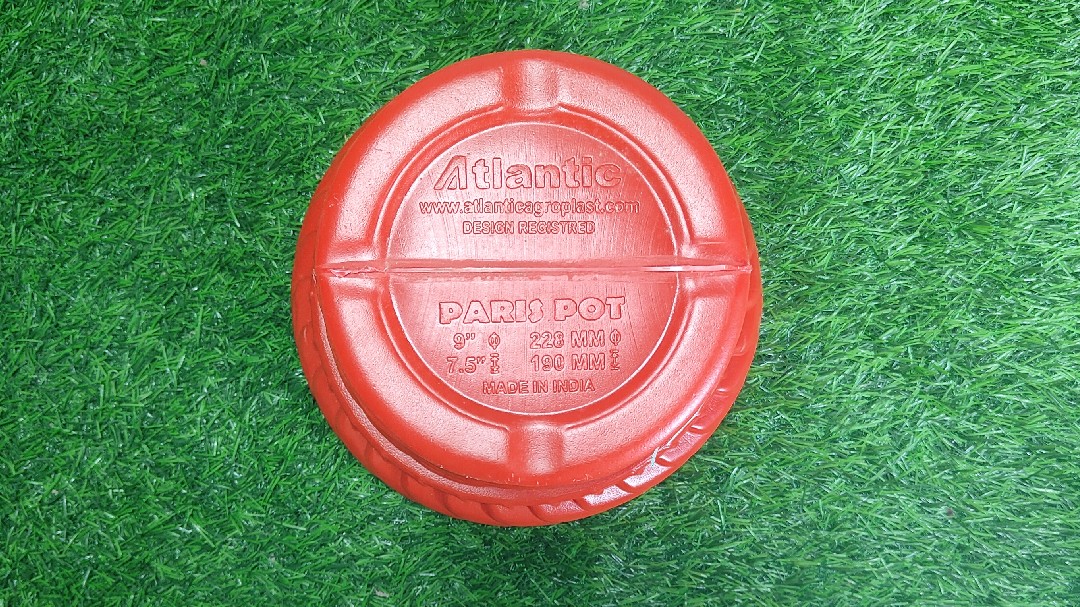 Atlantic
www.atlanticagroplast.com
DESIGN REGISTRED
PARIS POT
9" ⌀ 228 MM ⌀
7.5" 190 MM
MADE IN INDIA